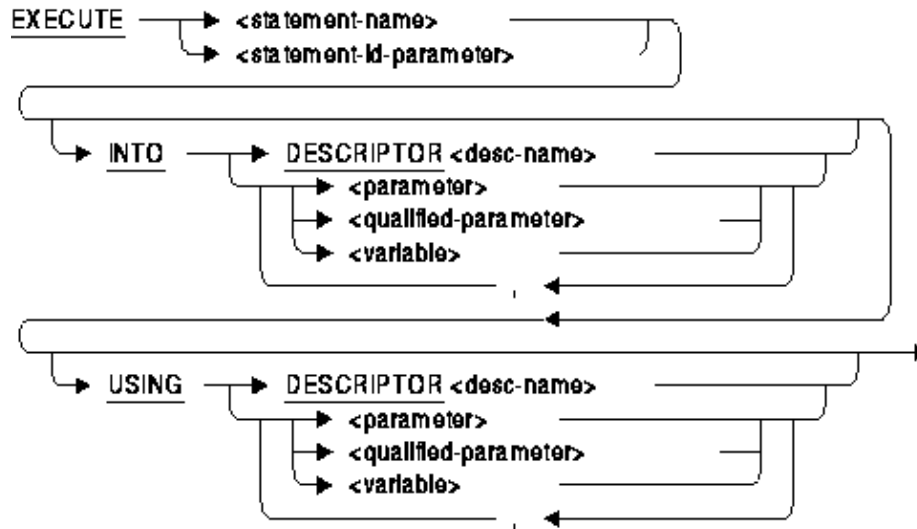 EXECUTE <statement-name>
<statement-id-parameter>
INTO DESCRIPTOR <desc-name>
<parameter>
<qualified-parameter>
<variable>
,
USING DESCRIPTOR <desc-name>
<parameter>
<qualified-parameter>
<variable>
,